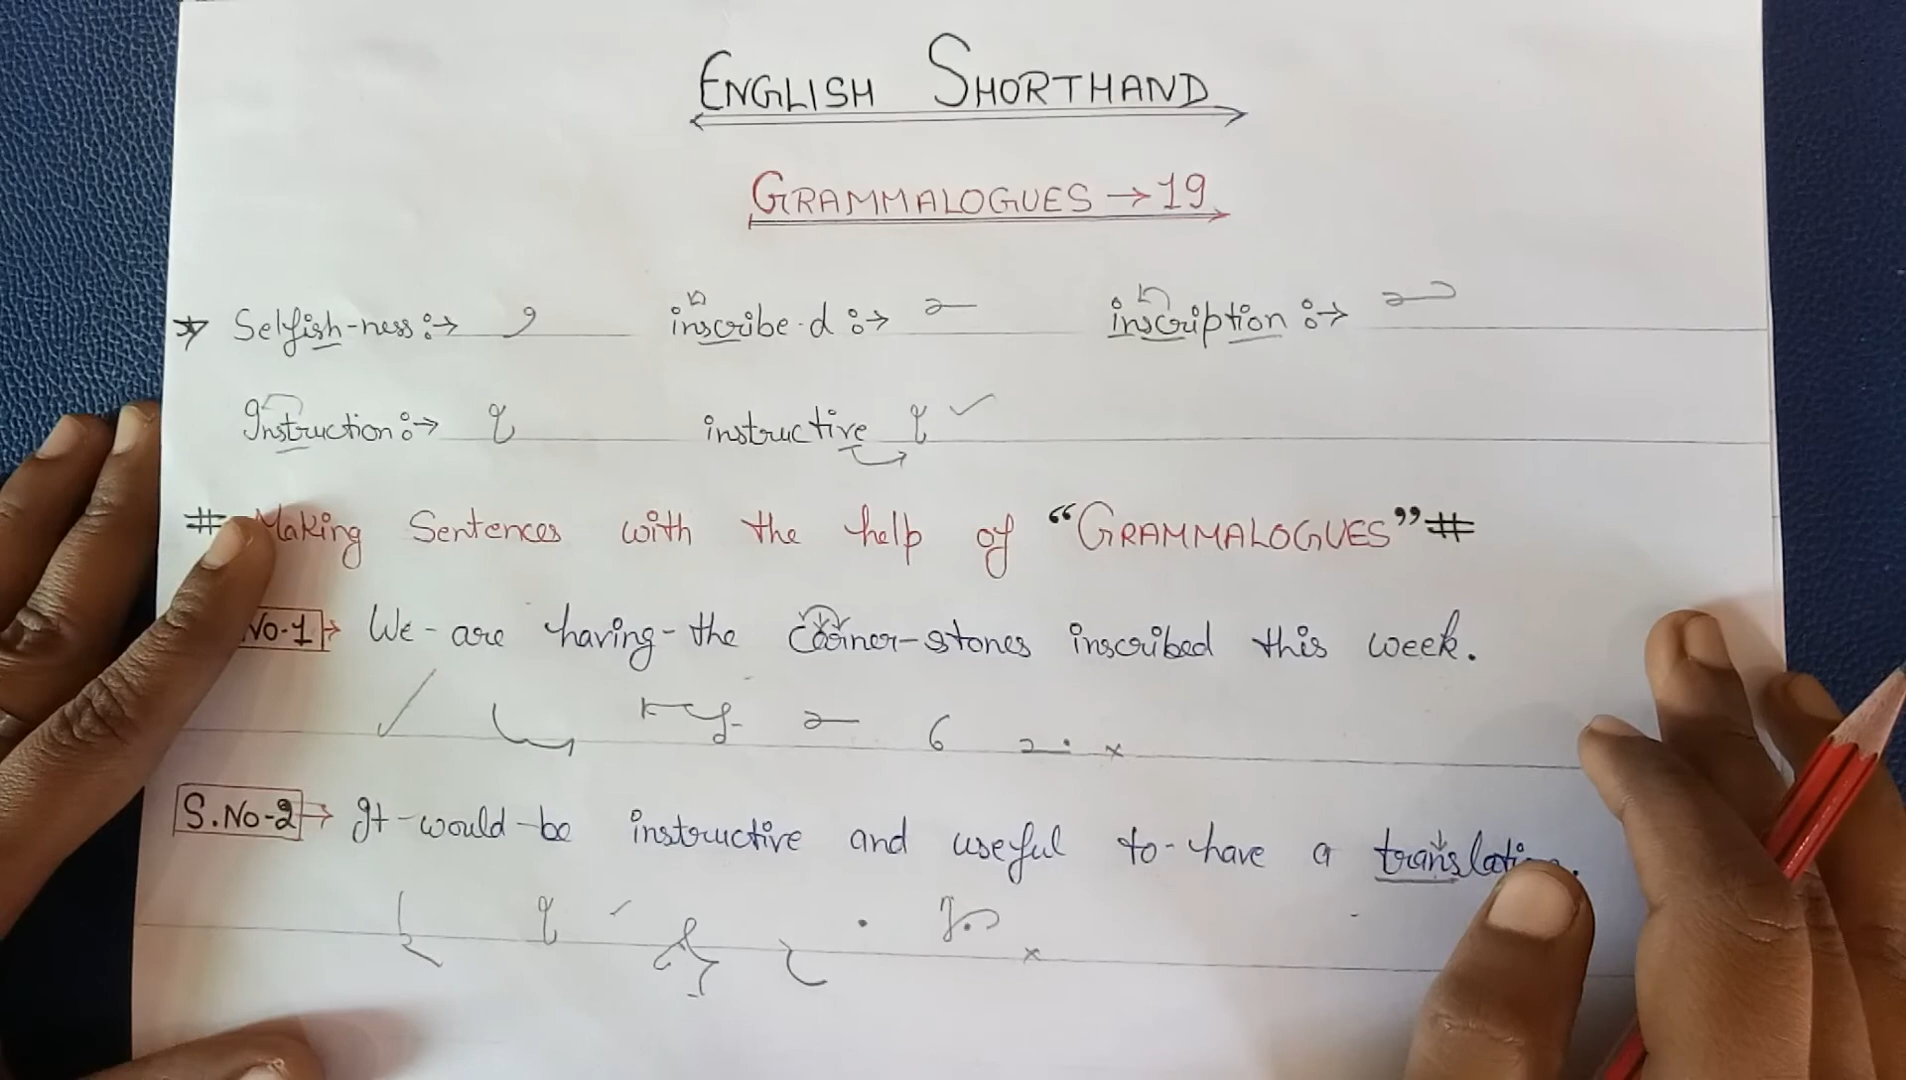 ENGLISH SHORTHAND
GRAMMALOGUES → 19
Selfish-ness :→ inscribe-d :→ inscription :→
Instruction :→ instructive ✓
# Making Sentences with the help of “GRAMMALOGUES” #
No-1 → We-are having-the corner-stones inscribed this week.
S.No-2 → It-would-be instructive and useful to-have a